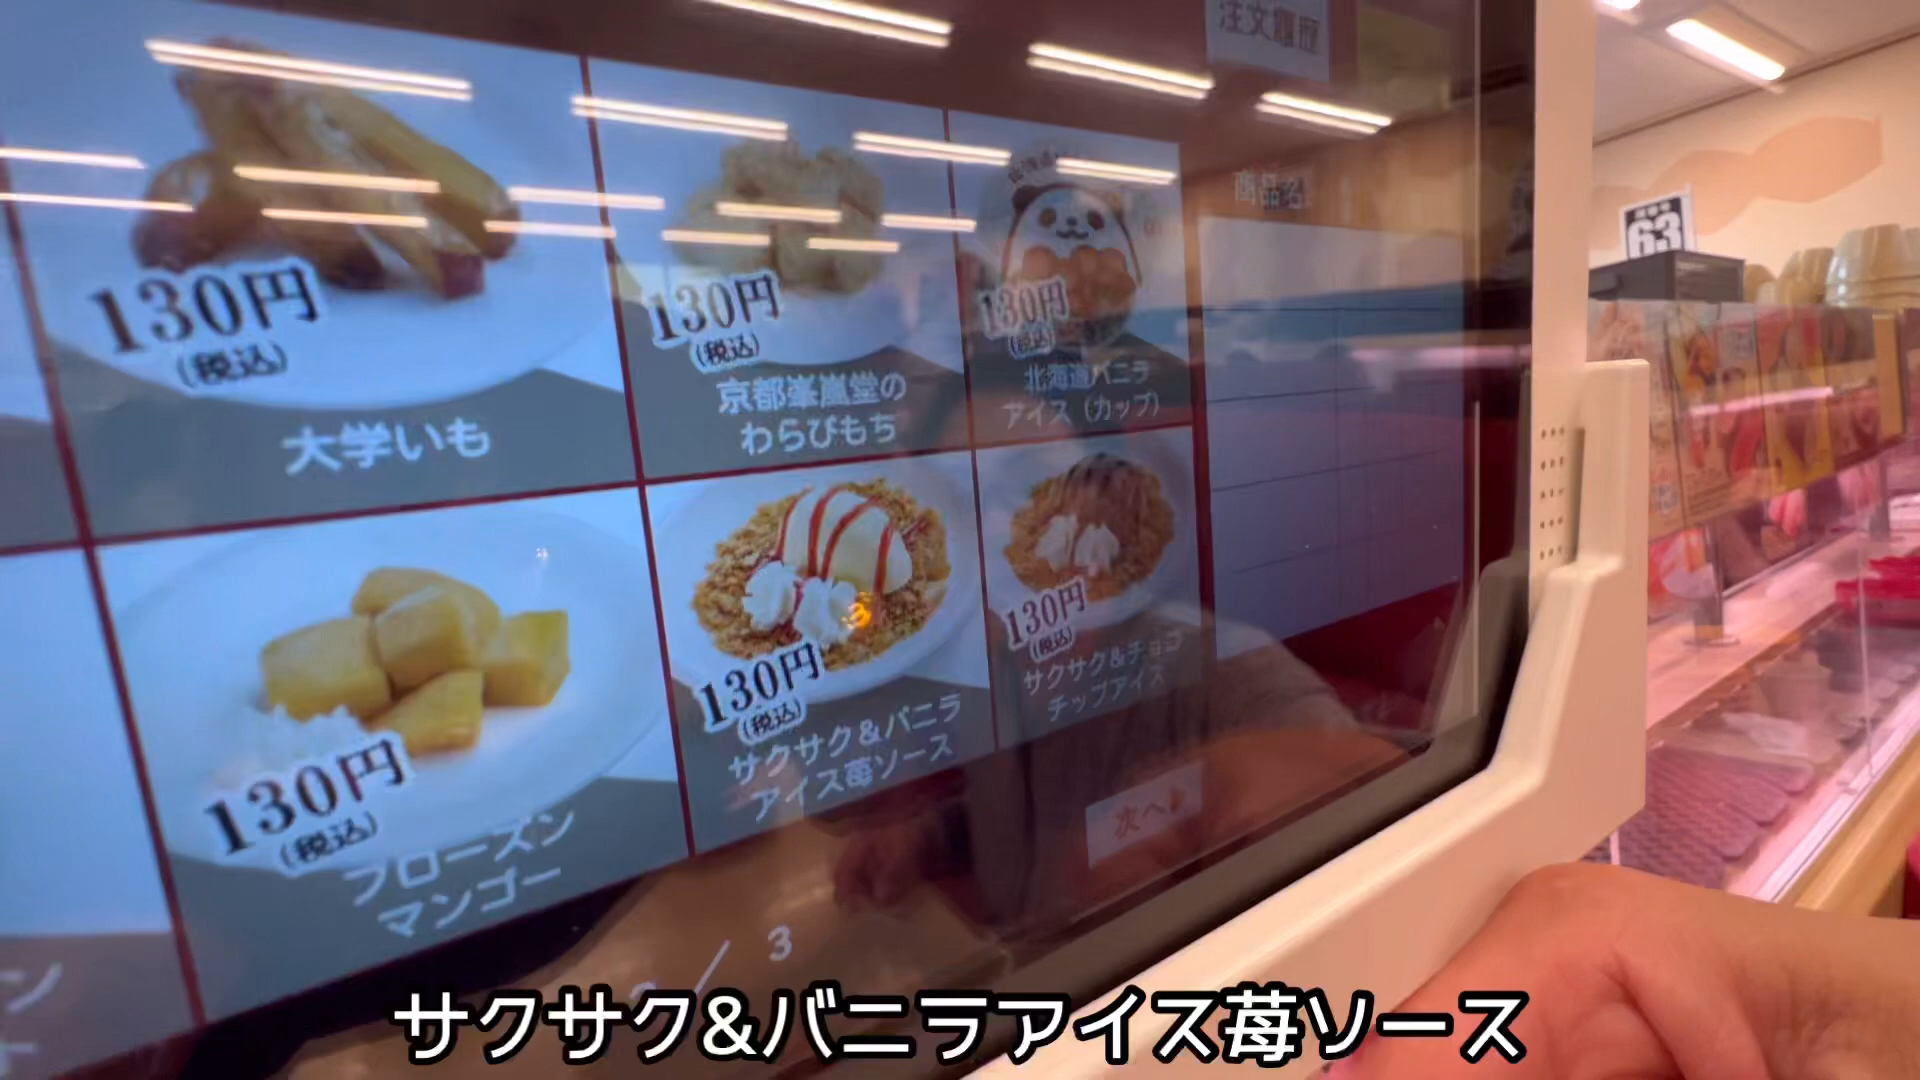 注文履歴
商品名
63
130円
(税込)
大学いも
130円
(税込)
京都峯嵐堂の
わらびもち
130円
(税込)
北海道バニラ
アイス（カップ）
130円
(税込)
フローズン
マンゴー
130円
(税込)
サクサク&バニラ
アイス苺ソース
130円
(税込)
サクサク&チョコ
チップアイス
次へ▶
/ 3
ン
サクサク&バニラアイス苺ソース